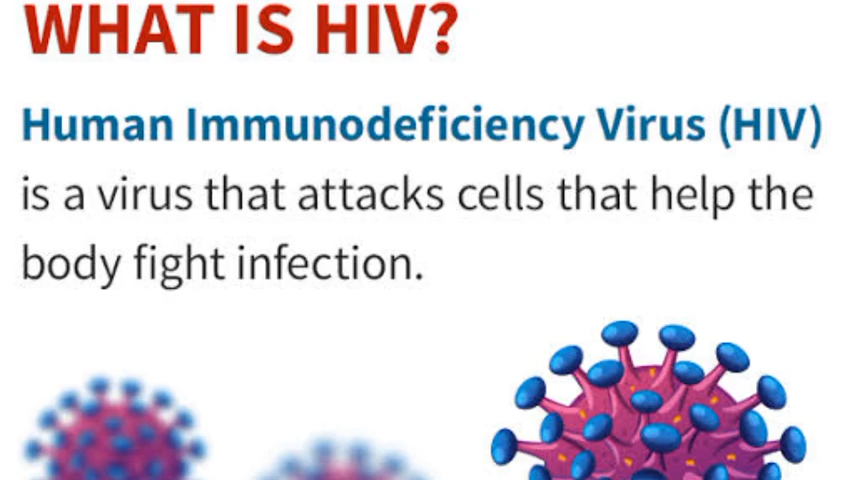 WHAT IS HIV?
Human Immunodeficiency Virus (HIV)
is a virus that attacks cells that help the
body fight infection.